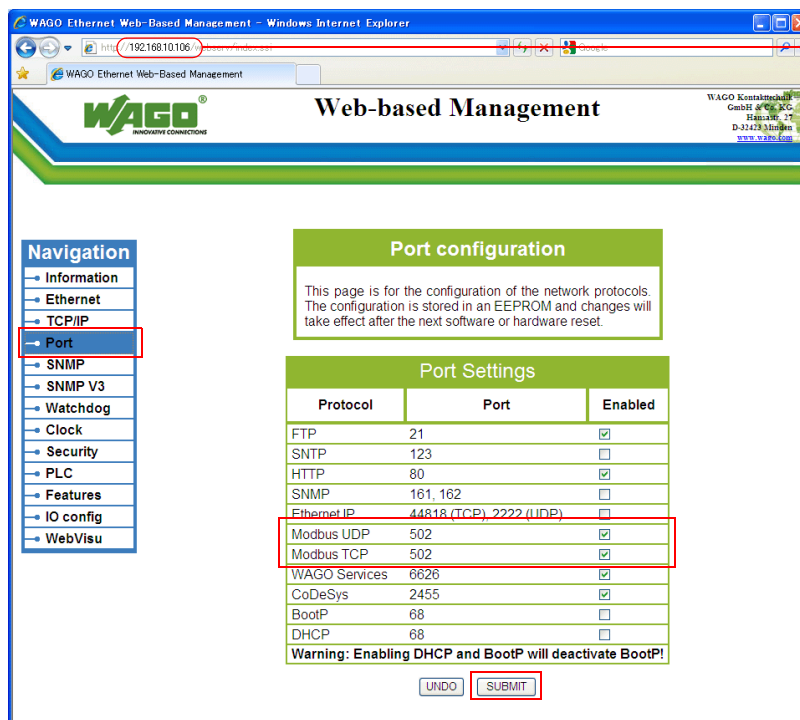 WAGO Ethernet Web-Based Management - Windows Internet Explorer
http://192.168.10.106/webserv/index.ssi
Google
WAGO Ethernet Web-Based Management
WAGO®
INNOVATIVE CONNECTIONS
Web-based Management
WAGO Kontakttechnik
GmbH & Co. KG
Hansastr. 27
D-32423 Minden
www.wago.com
Navigation
Information
Ethernet
TCP/IP
Port
SNMP
SNMP V3
Watchdog
Clock
Security
PLC
Features
IO config
WebVisu
Port configuration
This page is for the configuration of the network protocols.
The configuration is stored in an EEPROM and changes will
take effect after the next software or hardware reset.
Port Settings
Protocol Port Enabled
FTP 21
SNTP 123
HTTP 80
SNMP 161, 162
Ethernet IP 44818 (TCP), 2222 (UDP)
Modbus UDP 502
Modbus TCP 502
WAGO Services 6626
CoDeSys 2455
BootP 68
DHCP 68
Warning: Enabling DHCP and BootP will deactivate BootP!
UNDO SUBMIT